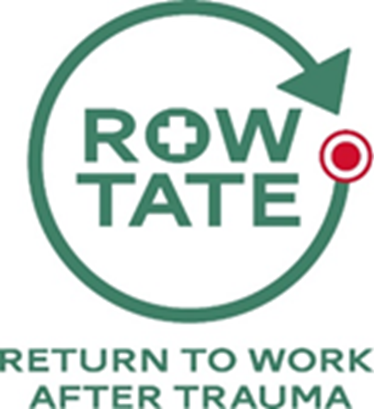 ROW
TATE
RETURN TO WORK
AFTER TRAUMA